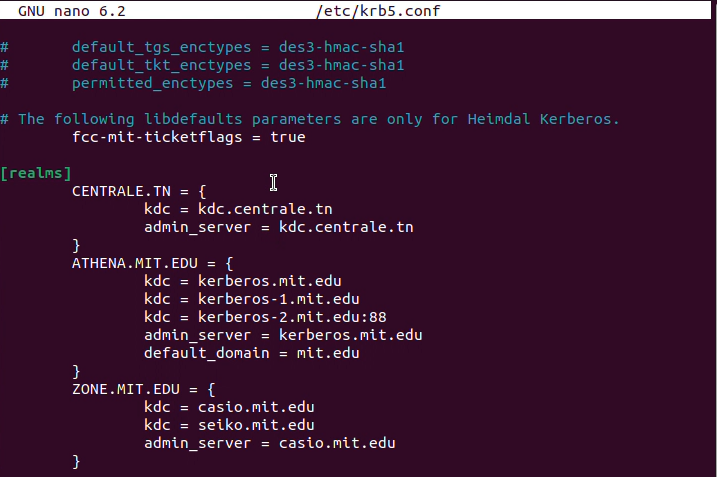 GNU nano 6.2 /etc/krb5.conf
# default_tgs_enctypes = des3-hmac-sha1
# default_tkt_enctypes = des3-hmac-sha1
# permitted_enctypes = des3-hmac-sha1
# The following libdefaults parameters are only for Heimdal Kerberos.
fcc-mit-ticketflags = true
[realms]
CENTRALE.TN = {
kdc = kdc.centrale.tn
admin_server = kdc.centrale.tn
}
ATHENA.MIT.EDU = {
kdc = kerberos.mit.edu
kdc = kerberos-1.mit.edu
kdc = kerberos-2.mit.edu:88
admin_server = kerberos.mit.edu
default_domain = mit.edu
}
ZONE.MIT.EDU = {
kdc = casio.mit.edu
kdc = seiko.mit.edu
admin_server = casio.mit.edu
}